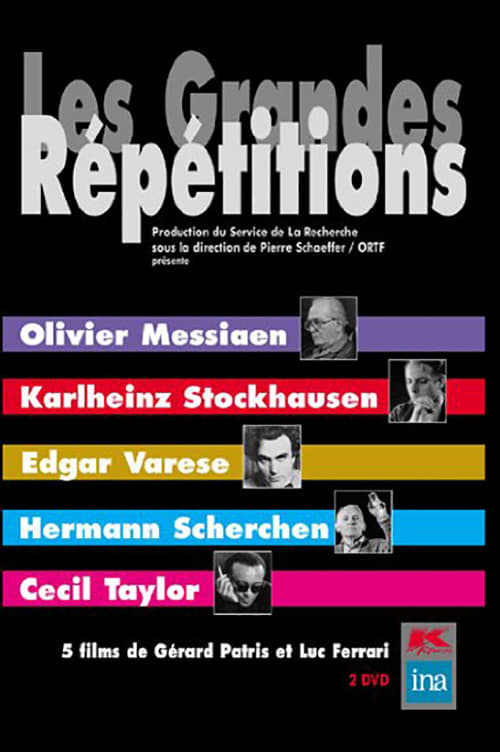 Les Grandes
Répétitions
Production du Service de La Recherche
sous la direction de Pierre Schaeffer / ORTF
présente
Olivier Messiaen
Karlheinz Stockhausen
Edgar Varese
Hermann Scherchen
Cecil Taylor
5 films de Gérard Patris et Luc Ferrari
K
2 DVD
ina